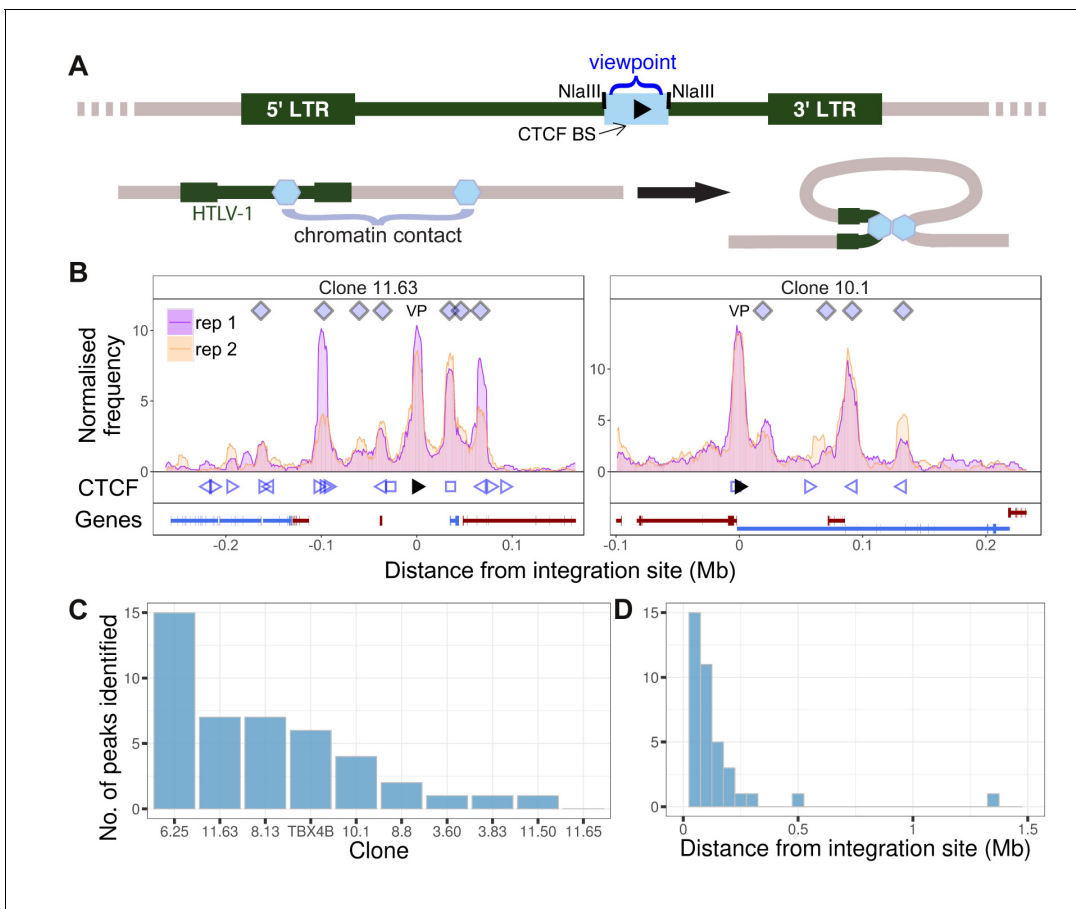 A
viewpoint
NlaIII NlaIII
5' LTR 3' LTR
CTCF BS
HTLV-1
chromatin contact
B
Clone 11.63 Clone 10.1
VP VP
rep 1
rep 2
Normalised
frequency
10
5
0
10
5
0
CTCF
Genes
-0.2 -0.1 0 0.1 -0.1 0 0.1 0.2
Distance from integration site (Mb)
C
No. of peaks identified
15
10
5
0
6.25 11.63 8.13 TBX4B 10.1 8.8 3.60 3.83 11.50 11.65
Clone
D
15
10
5
0
0 0.5 1 1.5
Distance from integration site (Mb)